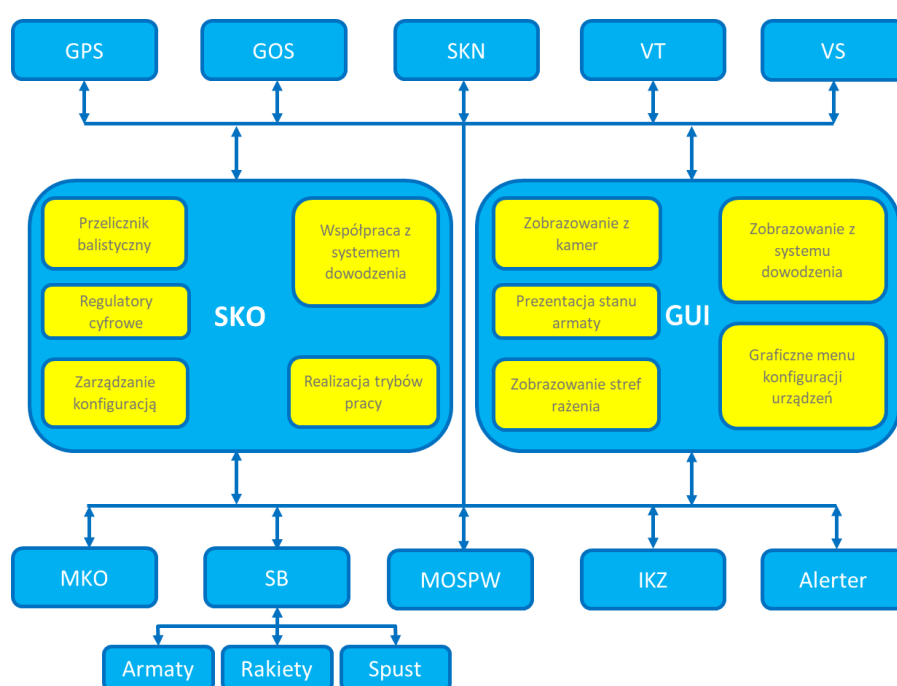 GPS
GOS
SKN
VT
VS
Przelicznik
balistyczny
Współpraca z
systemem
dowodzenia
Regulatory
cyfrowe
SKO
Zarządzanie
konfiguracją
Realizacja trybów
pracy
Zobrazowanie z
kamer
Zobrazowanie z
systemu
dowodzenia
Prezentacja stanu
armaty
GUI
Zobrazowanie stref
rażenia
Graficzne menu
konfiguracji
urządzeń
MKO
SB
MOSPW
IKZ
Alerter
Armaty
Rakiety
Spust